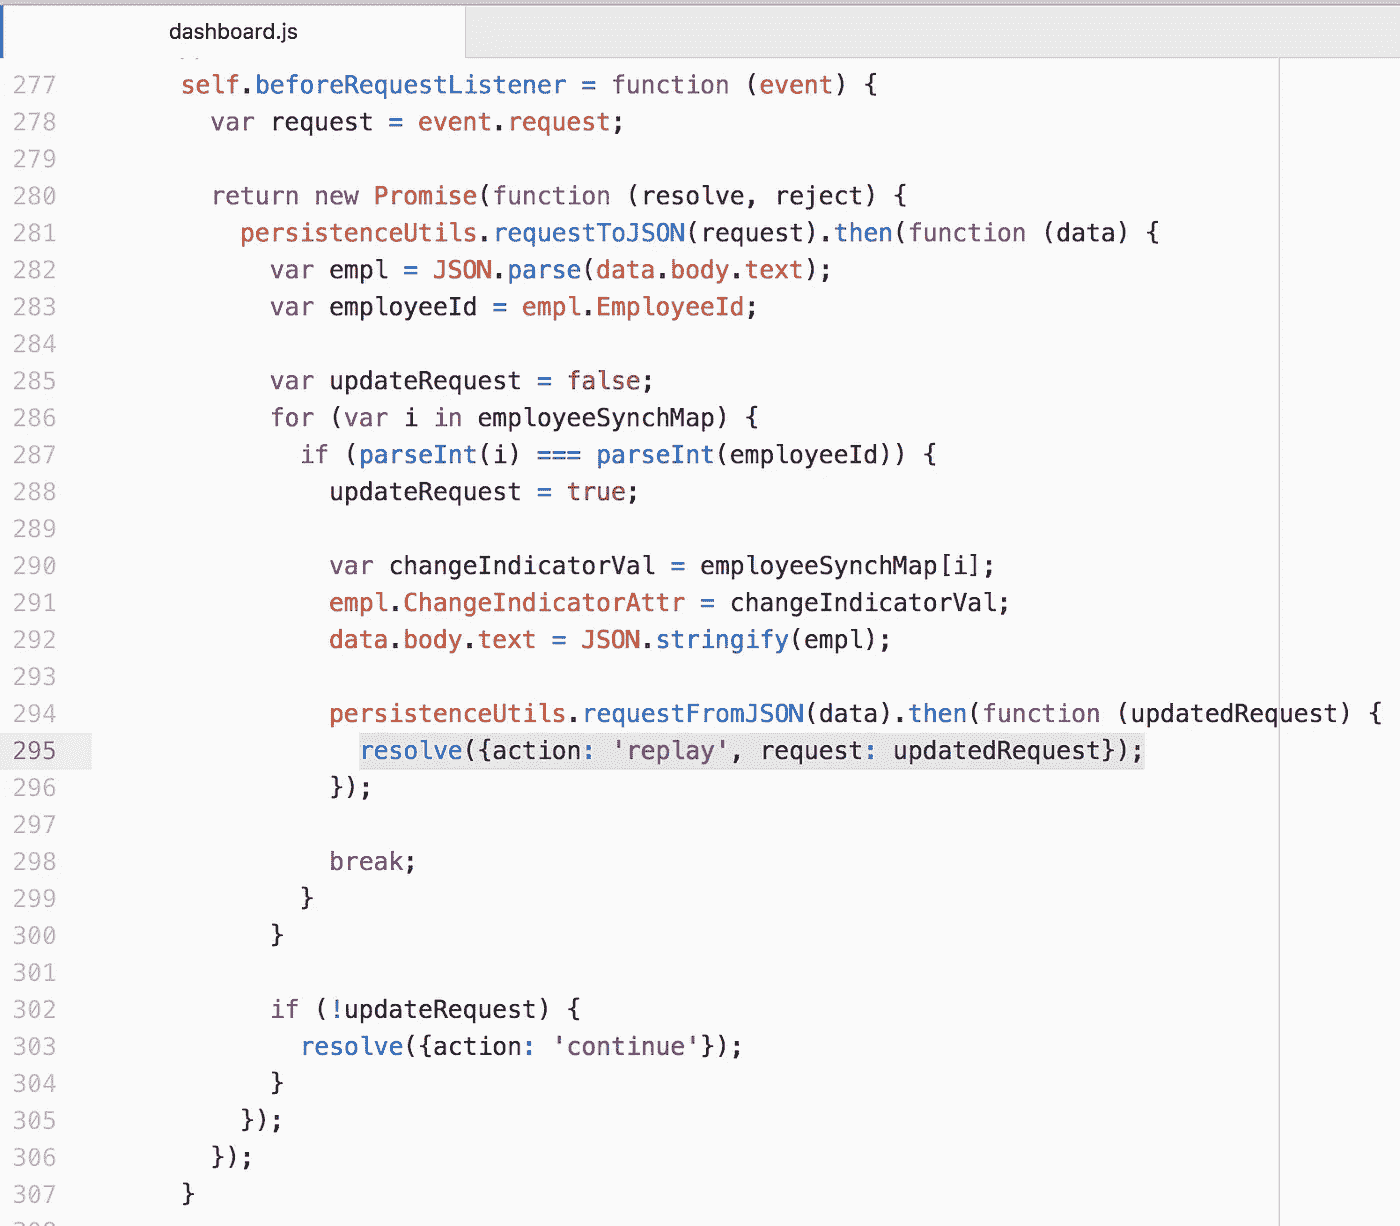 dashboard.js
277 self.beforeRequestListener = function (event) {
278 var request = event.request;
279
280 return new Promise(function (resolve, reject) {
281 persistenceUtils.requestToJSON(request).then(function (data) {
282 var empl = JSON.parse(data.body.text);
283 var employeeId = empl.EmployeeId;
284
285 var updateRequest = false;
286 for (var i in employeeSynchMap) {
287 if (parseInt(i) === parseInt(employeeId)) {
288 updateRequest = true;
289
290 var changeIndicatorVal = employeeSynchMap[i];
291 empl.ChangeIndicatorAttr = changeIndicatorVal;
292 data.body.text = JSON.stringify(empl);
293
294 persistenceUtils.requestFromJSON(data).then(function (updatedRequest) {
295 resolve({action: 'replay', request: updatedRequest});
296 });
297
298 break;
299 }
300 }
301
302 if (!updateRequest) {
303 resolve({action: 'continue'});
304 }
305 });
306 });
307 }